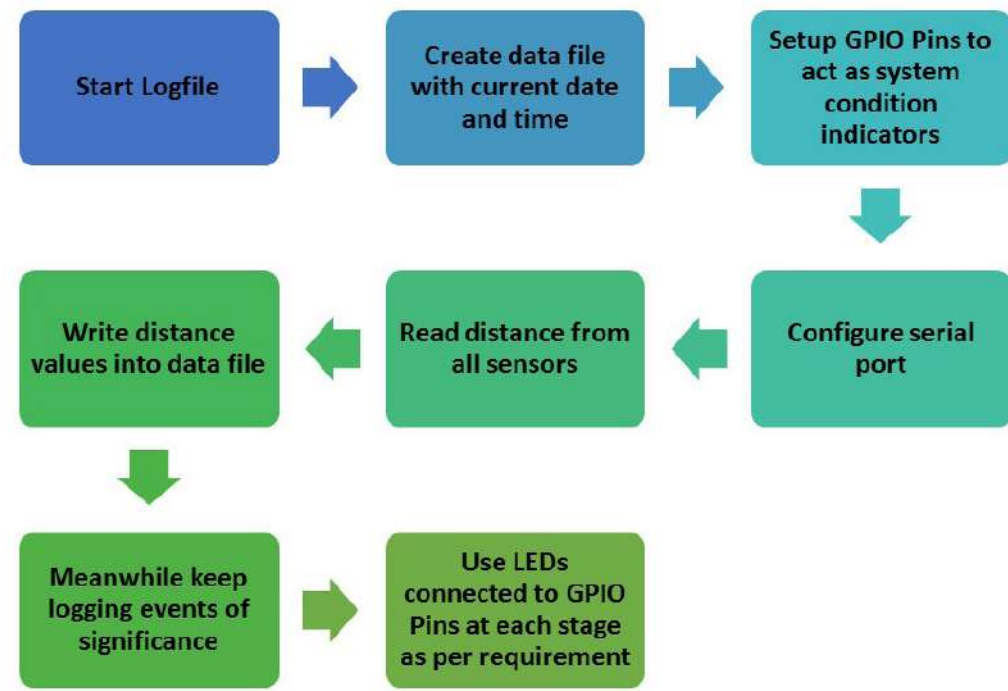 Start Logfile
Create data file
with current date
and time
Setup GPIO Pins to
act as system
condition
indicators
Configure serial
port
Read distance from
all sensors
Write distance
values into data file
Meanwhile keep
logging events of
significance
Use LEDs
connected to GPIO
Pins at each stage
as per requirement